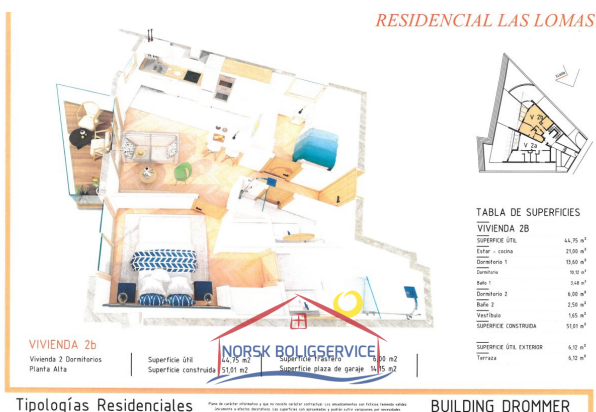 RESIDENCIAL LAS LOMAS
V 2b
V 2a
TABLA DE SUPERFICIES
VIVIENDA 2B
SUPERFICIE ÚTIL 44,75 m²
Estar - cocina 21,00 m²
Dormitorio 1 13,60 m²
Dormitorio 10,12 m²
Baño 1 3,48 m²
Dormitorio 2 6,00 m²
Baño 2 2,50 m²
Vestíbulo 1,65 m²
SUPERFICIE CONSTRUIDA 51,01 m²
SUPERFICIE ÚTIL EXTERIOR 6,12 m²
Terraza 6,12 m²
VIVIENDA 2b
Vivienda 2 Dormitorios
Planta Alta
Superficie útil 44,75 m2
Superficie construida 51,01 m2
NORSK BOLIGSERVICE
Superficie trastero 6,00 m2
Superficie plaza de garaje 14,15 m2
Tipologías Residenciales
BUILDING DROMMER